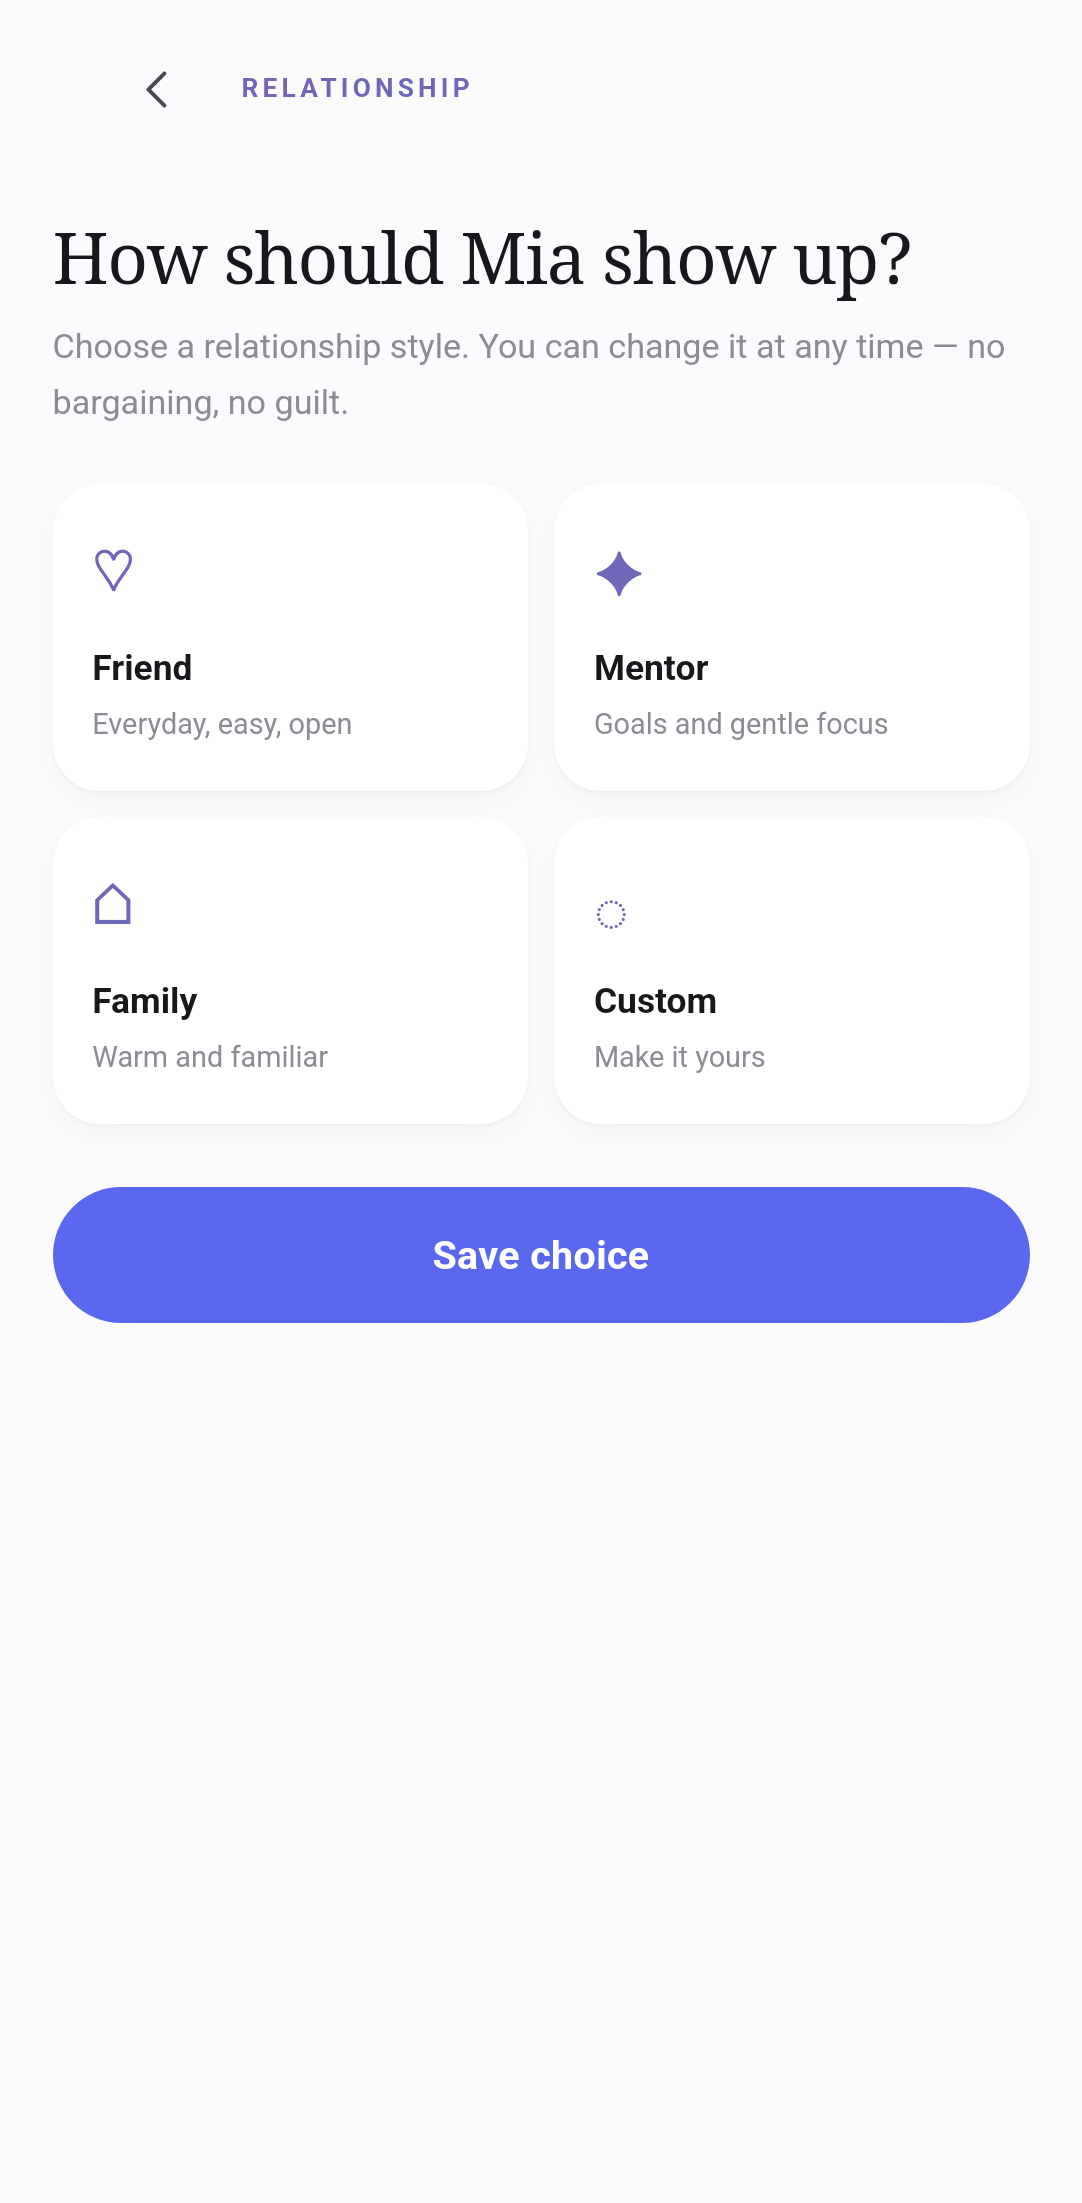 RELATIONSHIP
How should Mia show up?
Choose a relationship style. You can change it at any time — no
bargaining, no guilt.
Friend
Everyday, easy, open
Mentor
Goals and gentle focus
Family
Warm and familiar
Custom
Make it yours
Save choice